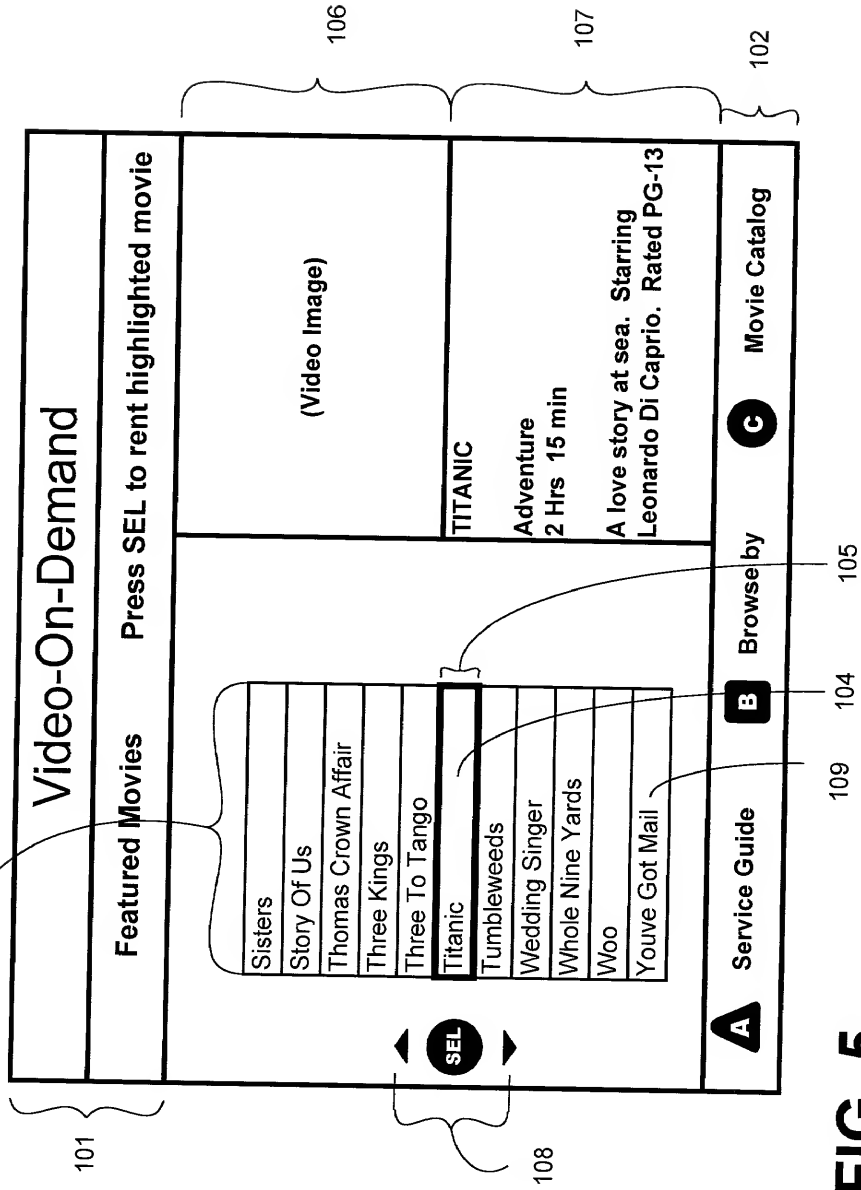 Video-On-Demand
Featured Movies Press SEL to rent highlighted movie
101
Sisters
Story Of Us
Thomas Crown Affair
Three Kings
Three To Tango
Titanic
Tumbleweeds
Wedding Singer
Whole Nine Yards
Woo
Youve Got Mail
SEL
108
(Video Image)
106
TITANIC
Adventure
2 Hrs 15 min
A love story at sea. Starring
Leonardo Di Caprio. Rated PG-13
107
A Service Guide B Browse by C Movie Catalog
102
109
104
105
FIG. 5